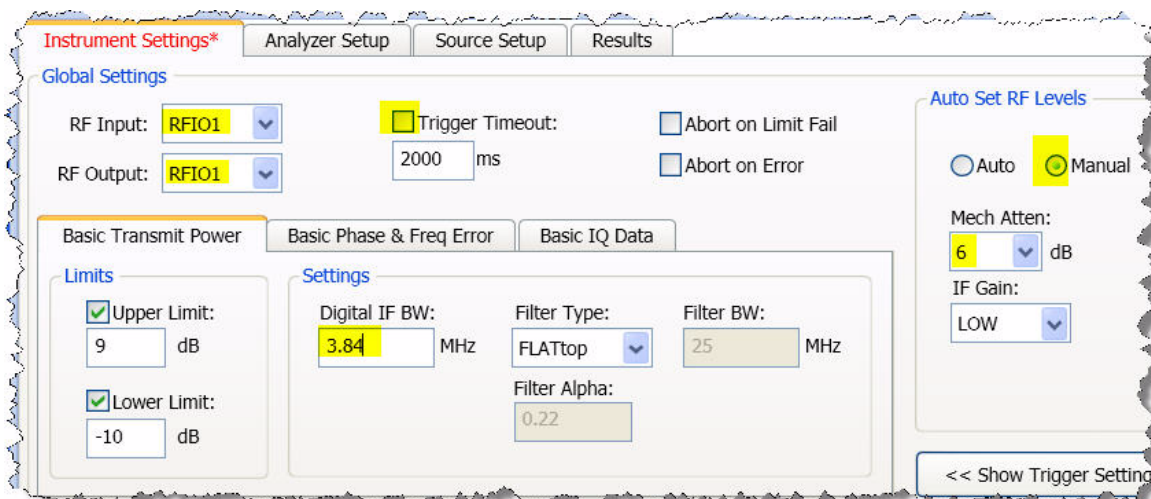 Instrument Settings* Analyzer Setup Source Setup Results
Global Settings
RF Input: RFIO1
RF Output: RFIO1
Trigger Timeout:
2000 ms
Abort on Limit Fail
Abort on Error
Auto Set RF Levels
Auto Manual
Mech Atten:
6 dB
IF Gain:
LOW
Basic Transmit Power Basic Phase & Freq Error Basic IQ Data
Limits
Upper Limit:
9 dB
Lower Limit:
-10 dB
Settings
Digital IF BW:
3.84 MHz
Filter Type:
FLATtop
Filter BW:
25 MHz
Filter Alpha:
0.22
<< Show Trigger Setting